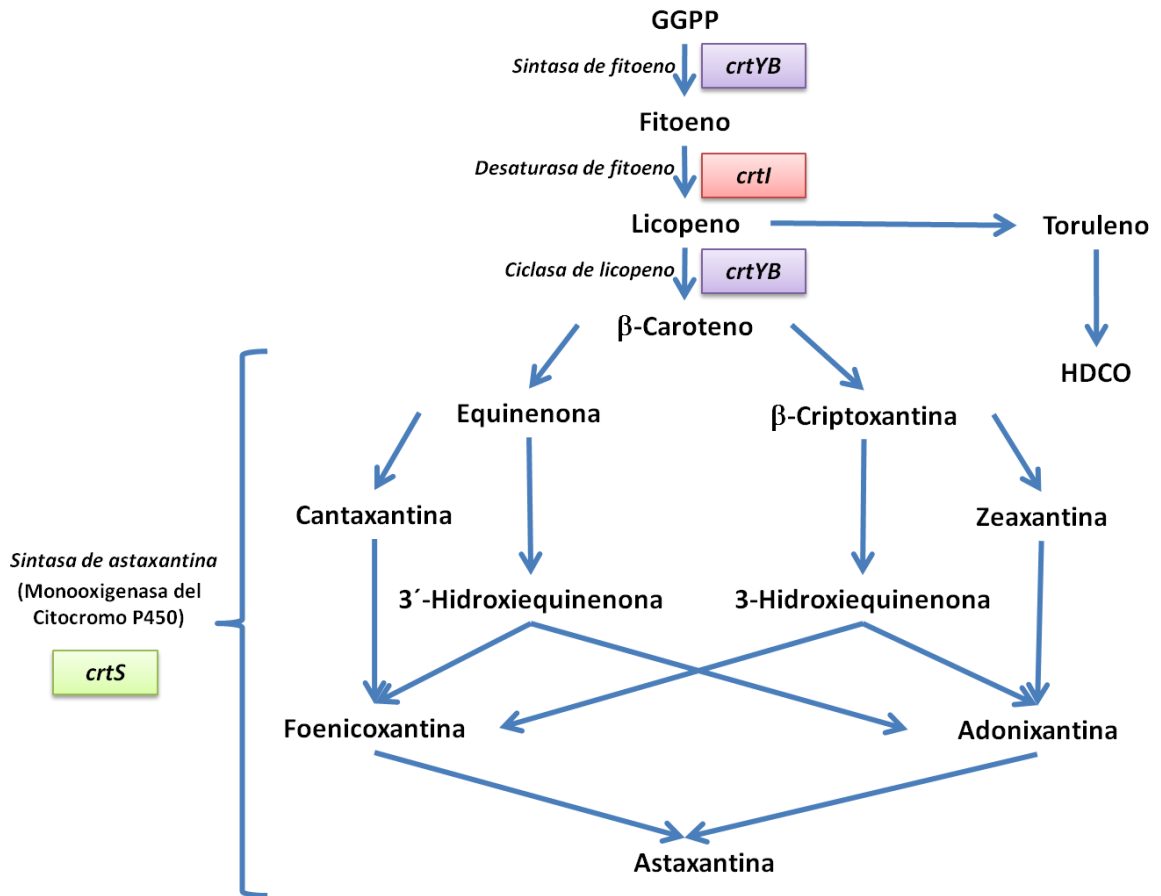 GGPP
Sintasa de fitoeno
crtYB
Fitoeno
Desaturasa de fitoeno
crtI
Licopeno
Toruleno
Ciclasa de licopeno
crtYB
β-Caroteno
HDCO
Equinenona
β-Criptoxantina
Cantaxantina
Zeaxantina
Sintasa de astaxantina
(Monooxigenasa del
Citocromo P450)
crtS
3´-Hidroxiequinenona
3-Hidroxiequinenona
Foenicoxantina
Adonixantina
Astaxantina